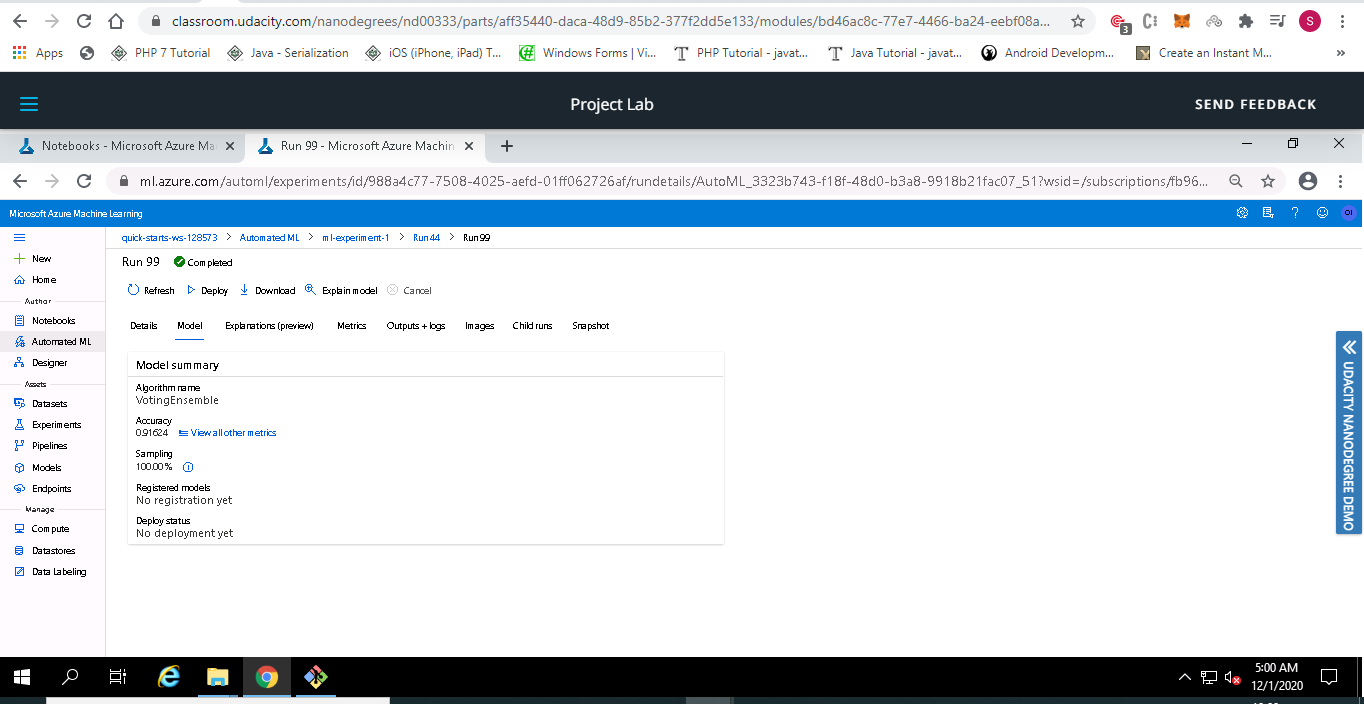 classroom.udacity.com/nanodegrees/nd00333/parts/aff35440-daca-48d9-85b2-377f2dd5e133/modules/bd46ac8c-77e7-4466-ba24-eebf08a...
3
S
Apps PHP 7 Tutorial Java - Serialization iOS (iPhone, iPad) T... Windows Forms | Vi... PHP Tutorial - javat... Java Tutorial - javat... Android Developm... Create an Instant M... »
Project Lab SEND FEEDBACK
Notebooks - Microsoft Azure Ma Run 99 - Microsoft Azure Machin
ml.azure.com/automl/experiments/id/988a4c77-7508-4025-aefd-01ff062726af/rundetails/AutoML_3323b743-f18f-48d0-b3a8-9918b21fac07_51?wsid=/subscriptions/fb96...
Microsoft Azure Machine Learning OI
quick-starts-ws-128573 > Automated ML > ml-experiment-1 > Run 44 > Run 99
New
Home
Author
Notebooks
Automated ML
Designer
Assets
Datasets
Experiments
Pipelines
Models
Endpoints
Manage
Compute
Datastores
Data Labeling
Run 99 Completed
Refresh Deploy Download Explain model Cancel
Details Model Explanations (preview) Metrics Outputs + logs Images Child runs Snapshot
Model summary
Algorithm name
VotingEnsemble
Accuracy
0.91624 View all other metrics
Sampling
100.00%
Registered models
No registration yet
Deploy status
No deployment yet
UDACITY NANODEGREE DEMO
5:00 AM
12/1/2020